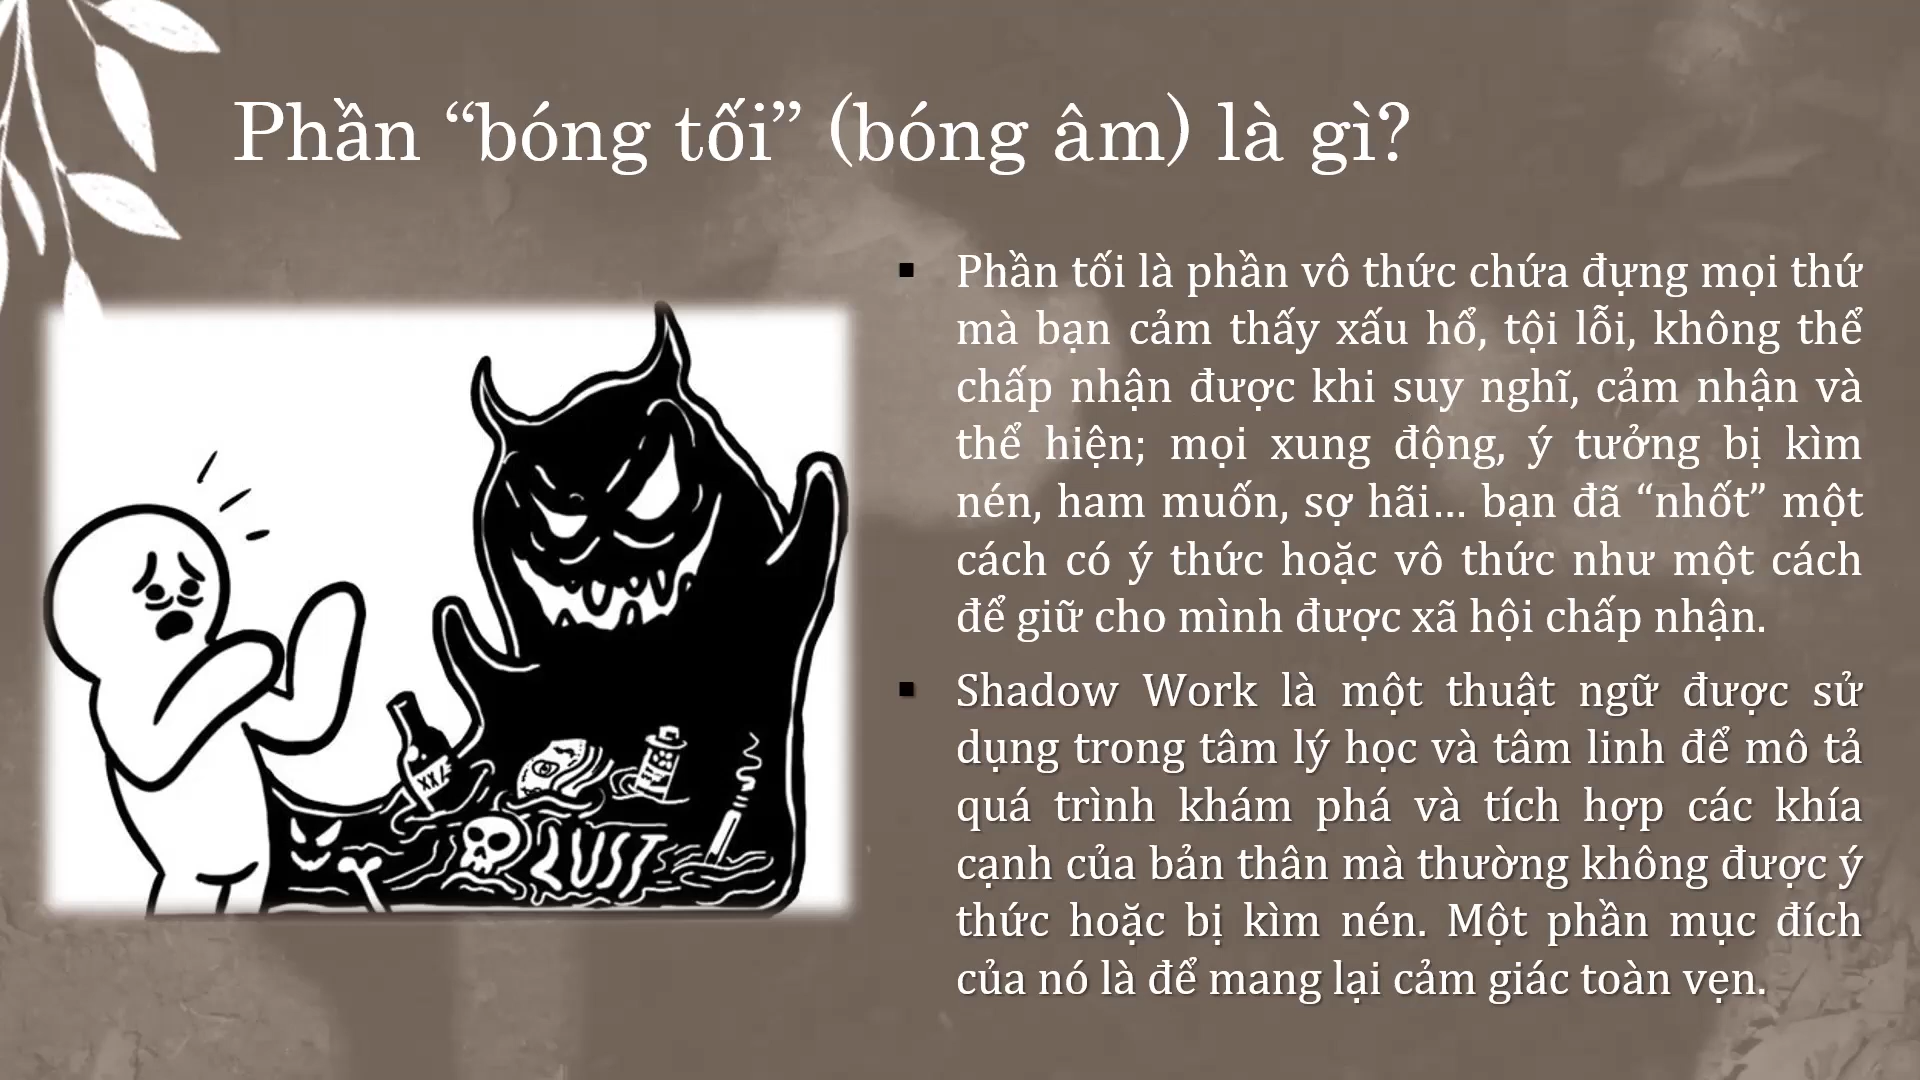 Phần “bóng tối” (bóng âm) là gì?
▪ Phần tối là phần vô thức chứa đựng mọi thứ
mà bạn cảm thấy xấu hổ, tội lỗi, không thể
chấp nhận được khi suy nghĩ, cảm nhận và
thể hiện; mọi xung động, ý tưởng bị kìm
nén, ham muốn, sợ hãi… bạn đã “nhốt” một
cách có ý thức hoặc vô thức như một cách
để giữ cho mình được xã hội chấp nhận.
▪ Shadow Work là một thuật ngữ được sử
dụng trong tâm lý học và tâm linh để mô tả
quá trình khám phá và tích hợp các khía
cạnh của bản thân mà thường không được ý
thức hoặc bị kìm nén. Một phần mục đích
của nó là để mang lại cảm giác toàn vẹn.
XXX
LUST